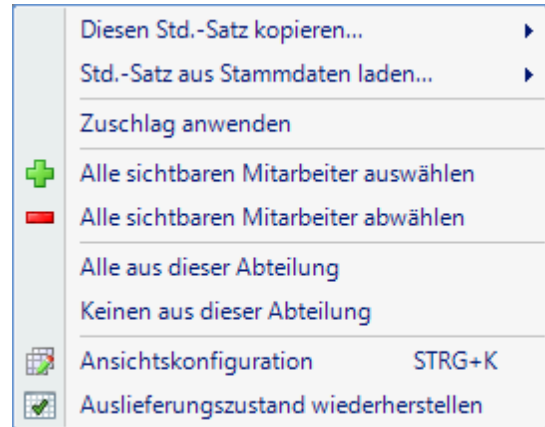 Diesen Std.-Satz kopieren...
Std.-Satz aus Stammdaten laden...
Zuschlag anwenden
Alle sichtbaren Mitarbeiter auswählen
Alle sichtbaren Mitarbeiter abwählen
Alle aus dieser Abteilung
Keinen aus dieser Abteilung
Ansichtskonfiguration STRG+K
Auslieferungszustand wiederherstellen